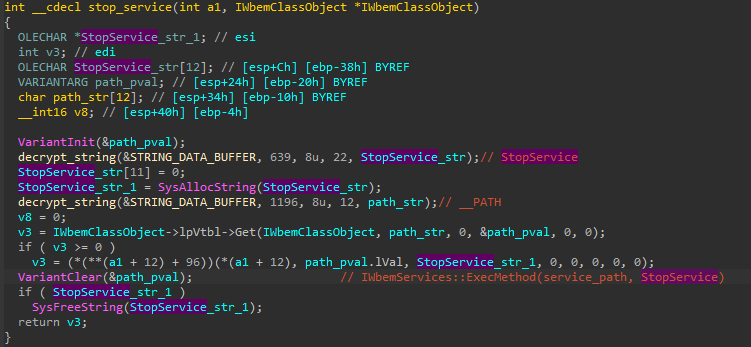 int __cdecl stop_service(int a1, IWbemClassObject *IWbemClassObject)
{
  OLECHAR *StopService_str_1; // esi
  int v3; // edi
  OLECHAR StopService_str[12]; // [esp+Ch] [ebp-38h] BYREF
  VARIANTARG path_pval; // [esp+24h] [ebp-20h] BYREF
  char path_str[12]; // [esp+34h] [ebp-10h] BYREF
  __int16 v8; // [esp+40h] [ebp-4h]

  VariantInit(&path_pval);
  decrypt_string(&STRING_DATA_BUFFER, 639, 8u, 22, StopService_str);// StopService
  StopService_str[11] = 0;
  StopService_str_1 = SysAllocString(StopService_str);
  decrypt_string(&STRING_DATA_BUFFER, 1196, 8u, 12, path_str);// __PATH
  v8 = 0;
  v3 = IWbemClassObject->lpVtbl->Get(IWbemClassObject, path_str, 0, &path_pval, 0, 0);
  if ( v3 >= 0 )
    v3 = (*(**(a1 + 12) + 96))(*(a1 + 12), path_pval.lVal, StopService_str_1, 0, 0, 0, 0, 0);
  VariantClear(&path_pval);                     // IWbemServices::ExecMethod(service_path, StopService)
  if ( StopService_str_1 )
    SysFreeString(StopService_str_1);
  return v3;
}